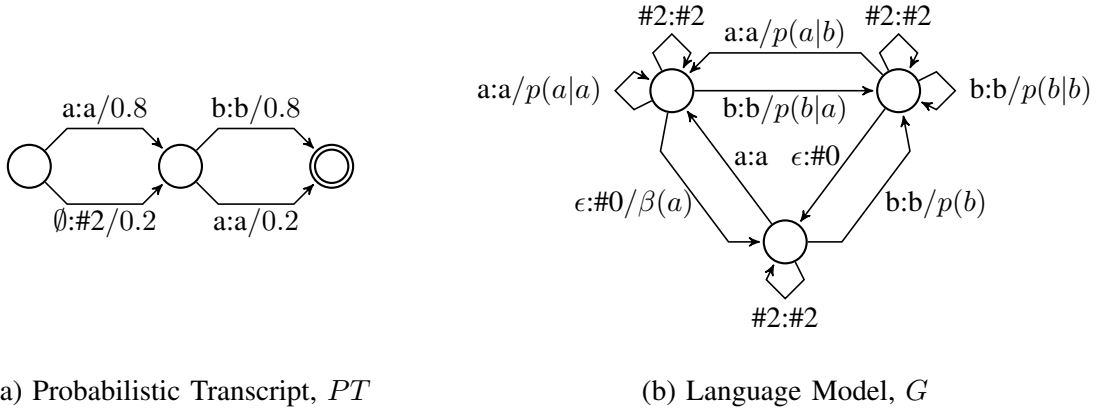 a:a/0.8
b:b/0.8
∅:#2/0.2
a:a/0.2
a) Probabilistic Transcript, PT
#2:#2
#2:#2
a:a/p(a|b)
a:a/p(a|a)
b:b/p(b|b)
b:b/p(b|a)
a:a
ϵ:#0
ϵ:#0/β(a)
b:b/p(b)
#2:#2
(b) Language Model, G